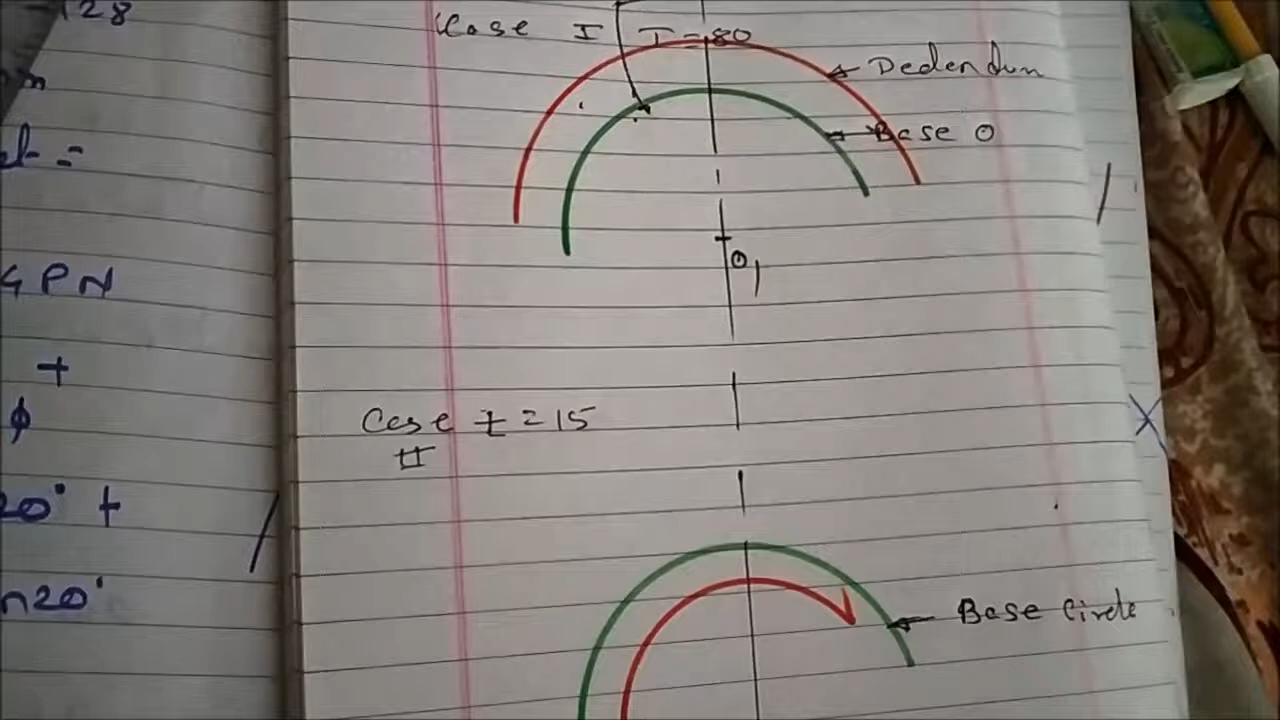 128
Case I T=80
Dedendum
Base O
O1
GPN
+
ϕ
20° +
n20°
Case t=15
II
Base Circle